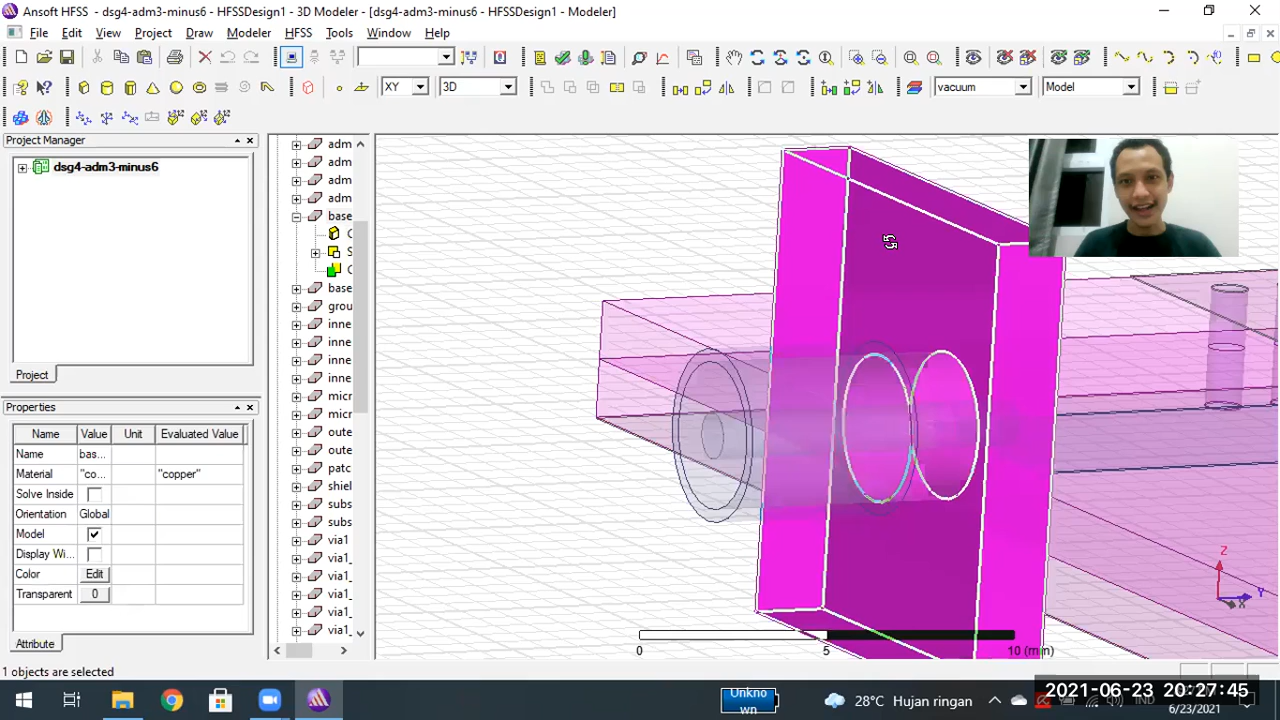 Ansoft HFSS - dsg4-adm3-minus6 - HFSSDesign1 - 3D Modeler - [dsg4-adm3-minus6 - HFSSDesign1 - Modeler]
File Edit View Project Draw Modeler HFSS Tools Window Help
XY 3D vacuum Model
Project Manager
dsg4-adm3-minus6
Project
Properties
Name Value Unit Evaluated Value
Name bas...
Material "co... "copper"
Solve Inside
Orientation Global
Model
Display Wi...
Color Edit
Transparent 0
Attribute
adm
adm
adm
adm
base
C
S
C
base
grou
inne
inne
inne
micr
micr
oute
oute
patc
shiel
subs
subs
via1
via1_
via1_
via1_
via1_
via1_
Z
Y
X
0 5 10 (mm)
1 objects are selected
Unkno
wn
28°C Hujan ringan
IND
2021-06-23 20:27:45
6/23/2021